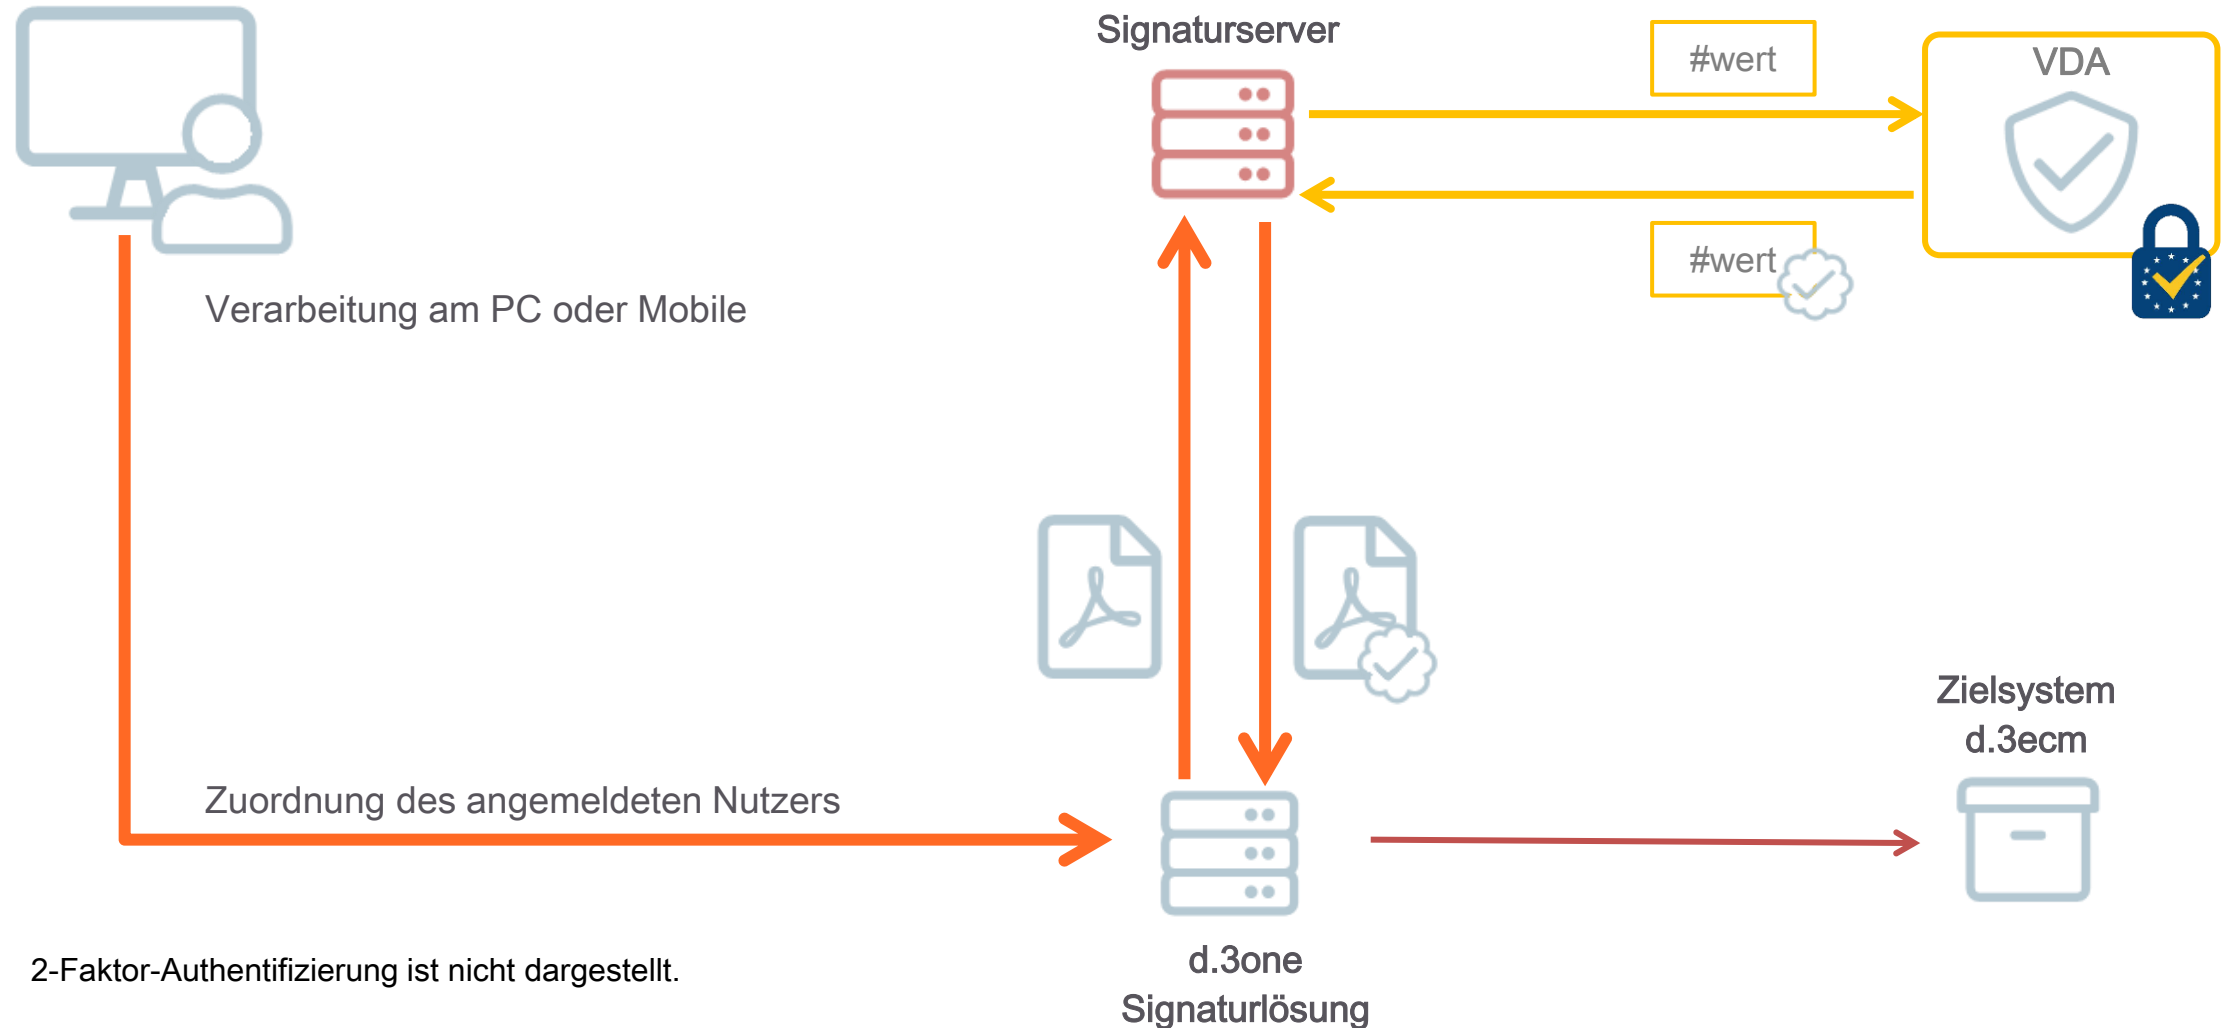 Signaturserver
#wert
VDA
#wert
Verarbeitung am PC oder Mobile
Zielsystem
d.3ecm
Zuordnung des angemeldeten Nutzers
2-Faktor-Authentifizierung ist nicht dargestellt.
d.3one
Signaturlösung